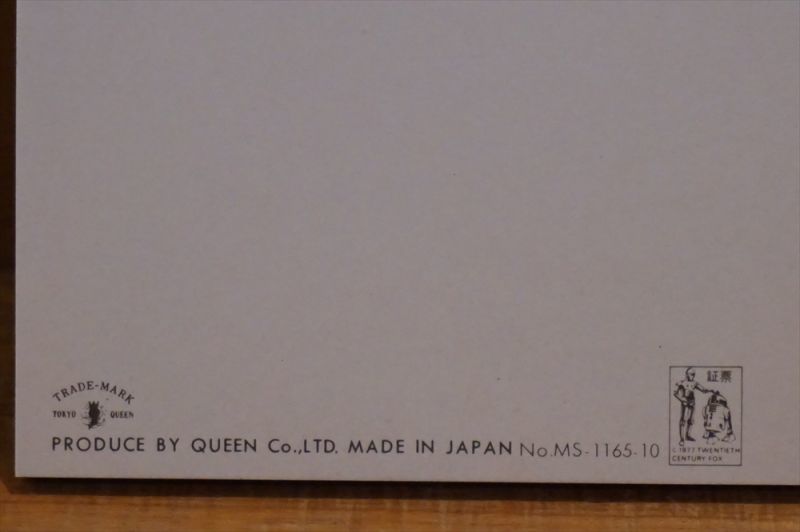 TRADE-MARK
TOKYO QUEEN
PRODUCE BY QUEEN Co.,LTD. MADE IN JAPAN No.MS-1165-10
証票
© 1977 TWENTIETH
CENTURY FOX